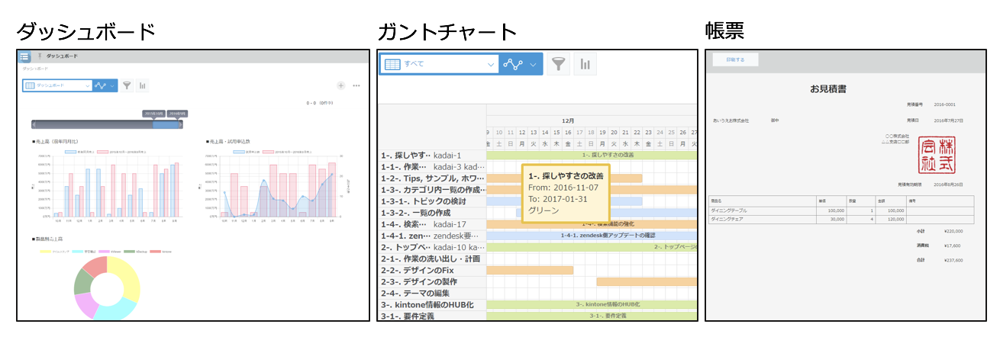 ダッシュボード
ダッシュボード
ダッシュボード
ダッシュボード
0 - 0 (0件中)
2015年10月 2016年9月
■売上高（前年同月比）
■売上高・試用申込数
2015年10月～2016年9月
■製品別売上高
ガントチャート
すべて
12月
9 10 11 12 13 14 15 16 17 18 19 20 21 22 23 24 25 26 27
金 土 日 月 火 水 木 金 土 日 月 火 水 木 金 土 日 月 火
1-. 探しやす… kadai-1
1-. 探しやすさの改善
1-1-. 作業… kadai-3 kad…
1-2-. Tips, サンプル, ホワ…
1-3-. カテゴリ内一覧の作成…
1-3-1-. トピックの検討
1-3-2-. 一覧の作成
1-4-. 検索… kadai-17
1-4-. 検索機能の強化
1-4-1. zen… zendesk要…
1-4-1. zendesk側アップデートの確認
2-. トップペ… kadai-10 ka…
2-. トップページ
2-1-. 作業の洗い出し・計画
2-2-. デザインのFix
2-3-. デザインの製作
2-4-. テーマの編集
3-. kintone情報のHUB化
3-. kintone情報のHUB化
3-1-. 要件定義
3-1-. 要件定義
1-. 探しやすさの改善
From: 2016-11-07
To: 2017-01-31
グリーン
帳票
印刷する
お見積書
見積番号 2016-0001
あいうえお株式会社 御中
見積日 2016年7月27日
〇〇株式会社
△△支店□□部
株式会社
見積有効期限 2016年8月26日
商品名 単価 数量 金額 備考
ダイニングテーブル 100,000 1 100,000
ダイニングチェア 30,000 4 120,000
小計 ¥220,000
消費税 ¥17,600
合計 ¥237,600